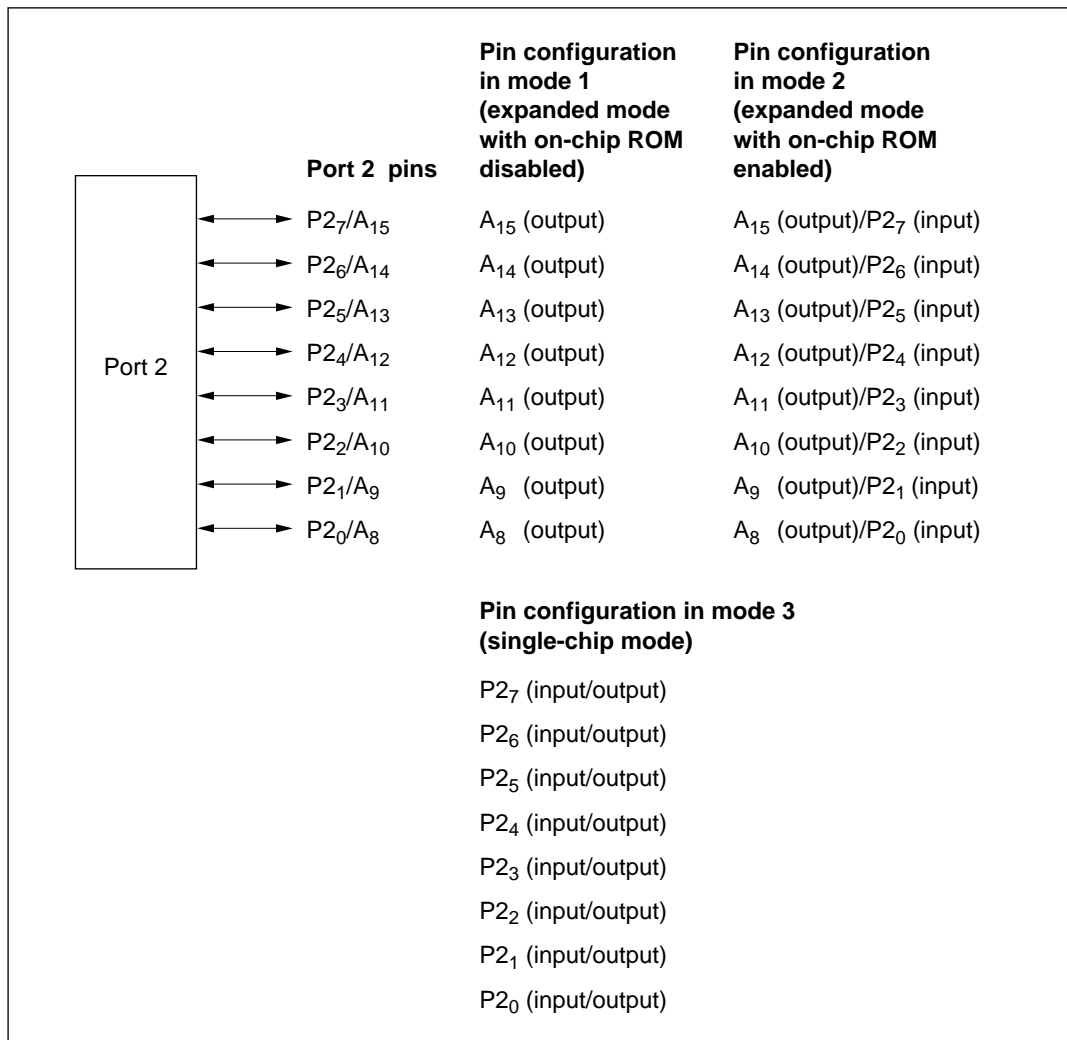 Pin configuration
in mode 1
(expanded mode
with on-chip ROM
disabled)
Pin configuration
in mode 2
(expanded mode
with on-chip ROM
enabled)
Port 2 pins
Port 2
P2₇/A₁₅ A₁₅ (output) A₁₅ (output)/P2₇ (input)
P2₆/A₁₄ A₁₄ (output) A₁₄ (output)/P2₆ (input)
P2₅/A₁₃ A₁₃ (output) A₁₃ (output)/P2₅ (input)
P2₄/A₁₂ A₁₂ (output) A₁₂ (output)/P2₄ (input)
P2₃/A₁₁ A₁₁ (output) A₁₁ (output)/P2₃ (input)
P2₂/A₁₀ A₁₀ (output) A₁₀ (output)/P2₂ (input)
P2₁/A₉ A₉ (output) A₉ (output)/P2₁ (input)
P2₀/A₈ A₈ (output) A₈ (output)/P2₀ (input)
Pin configuration in mode 3
(single-chip mode)
P2₇ (input/output)
P2₆ (input/output)
P2₅ (input/output)
P2₄ (input/output)
P2₃ (input/output)
P2₂ (input/output)
P2₁ (input/output)
P2₀ (input/output)